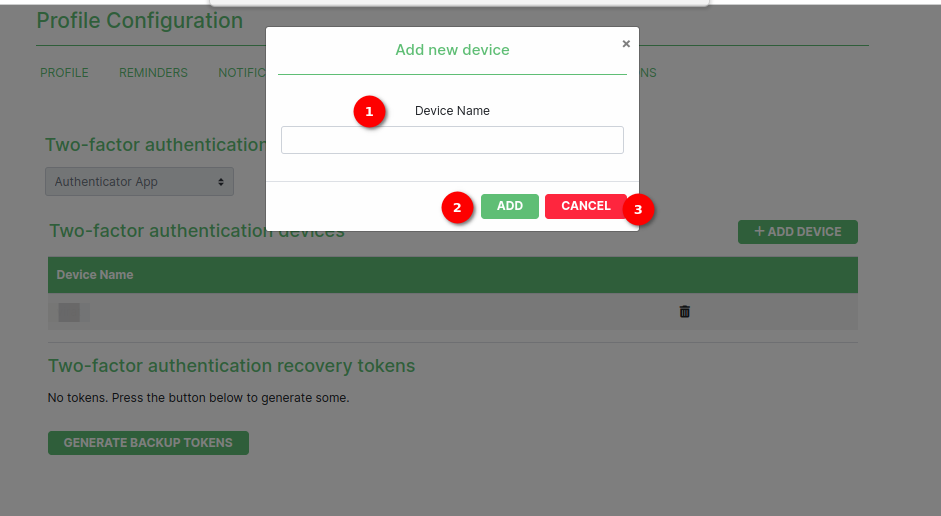 Profile Configuration
Add new device
×
PROFILE REMINDERS NOTIFIC NS
1 Device Name
Two-factor authentication
Authenticator App
2 ADD CANCEL 3
Two-factor authentication devices
+ ADD DEVICE
Device Name
Two-factor authentication recovery tokens
No tokens. Press the button below to generate some.
GENERATE BACKUP TOKENS